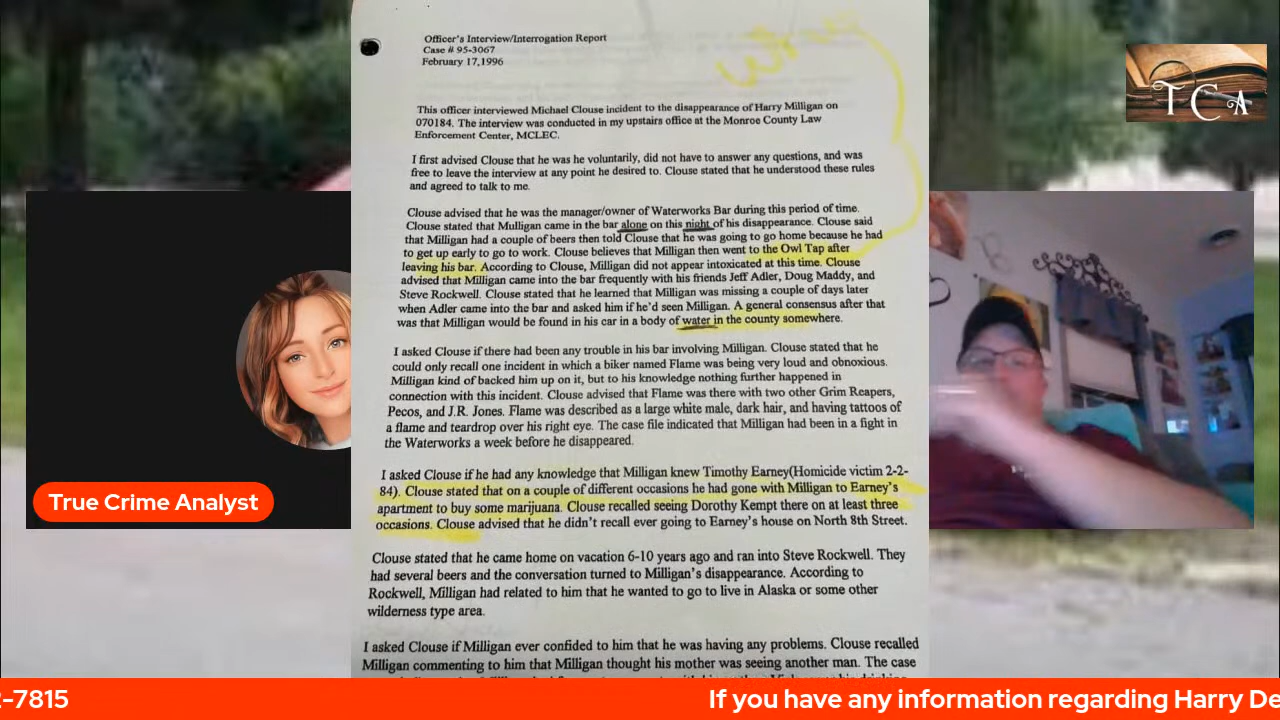 Officer's Interview/Interrogation Report
Case # 95-3067
February 17,1996
This officer interviewed Michael Clouse incident to the disappearance of Harry Milligan on
070184. The interview was conducted in my upstairs office at the Monroe County Law
Enforcement Center, MCLEC.
I first advised Clouse that he was he voluntarily, did not have to answer any questions, and was
free to leave the interview at any point he desired to. Clouse stated that he understood these rules
and agreed to talk to me.
Clouse advised that he was the manager/owner of Waterworks Bar during this period of time.
Clouse stated that Mulligan came in the bar alone on this night of his disappearance. Clouse said
that Milligan had a couple of beers then told Clouse that he was going to go home because he had
to get up early to go to work. Clouse believes that Milligan then went to the Owl Tap after
leaving his bar. According to Clouse, Milligan did not appear intoxicated at this time. Clouse
advised that Milligan came into the bar frequently with his friends Jeff Adler, Doug Maddy, and
Steve Rockwell. Clouse stated that he learned that Milligan was missing a couple of days later
when Adler came into the bar and asked him if he'd seen Milligan. A general consensus after that
was that Milligan would be found in his car in a body of water in the county somewhere.
I asked Clouse if there had been any trouble in his bar involving Milligan. Clouse stated that he
could only recall one incident in which a biker named Flame was being very loud and obnoxious.
Milligan kind of backed him up on it, but to his knowledge nothing further happened in
connection with this incident. Clouse advised that Flame was there with two other Grim Reapers,
Pecos, and J.R. Jones. Flame was described as a large white male, dark hair, and having tattoos of
a flame and teardrop over his right eye. The case file indicated that Milligan had been in a fight in
the Waterworks a week before he disappeared.
I asked Clouse if he had any knowledge that Milligan knew Timothy Earney(Homicide victim 2-2-
84). Clouse stated that on a couple of different occasions he had gone with Milligan to Earney's
apartment to buy some marijuana. Clouse recalled seeing Dorothy Kempt there on at least three
occasions. Clouse advised that he didn't recall ever going to Earney's house on North 8th Street.
Clouse stated that he came home on vacation 6-10 years ago and ran into Steve Rockwell. They
had several beers and the conversation turned to Milligan's disappearance. According to
Rockwell, Milligan had related to him that he wanted to go to live in Alaska or some other
wilderness type area.
I asked Clouse if Milligan ever confided to him that he was having any problems. Clouse recalled
Milligan commenting to him that Milligan thought his mother was seeing another man. The case
TCA
True Crime Analyst
-7815
If you have any information regarding Harry De